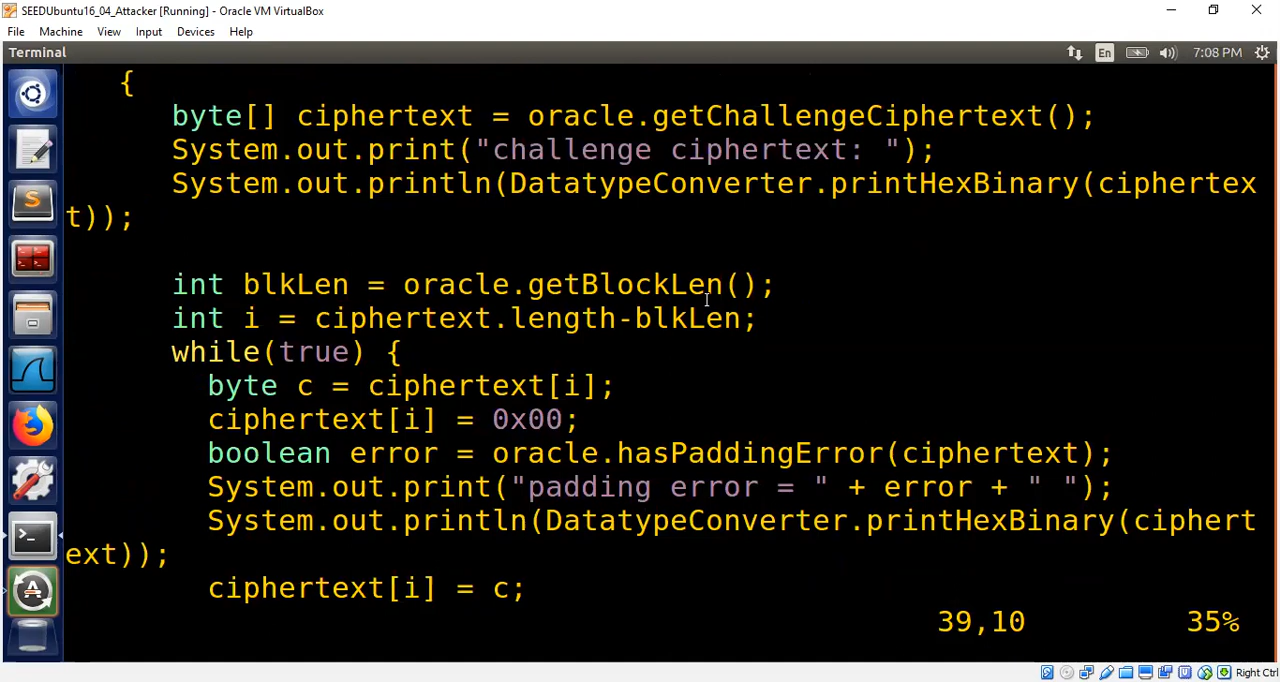 SEEDUbuntu16_04_Attacker [Running] - Oracle VM VirtualBox
File Machine View Input Devices Help
Terminal En 7:08 PM
{
byte[] ciphertext = oracle.getChallengeCiphertext();
System.out.print("challenge ciphertext: ");
System.out.println(DatatypeConverter.printHexBinary(ciphertex
t));
int blkLen = oracle.getBlockLen();
int i = ciphertext.length-blkLen;
while(true) {
byte c = ciphertext[i];
ciphertext[i] = 0x00;
boolean error = oracle.hasPaddingError(ciphertext);
System.out.print("padding error = " + error + " ");
System.out.println(DatatypeConverter.printHexBinary(ciphert
ext));
ciphertext[i] = c;
39,10 35%
Right Ctrl